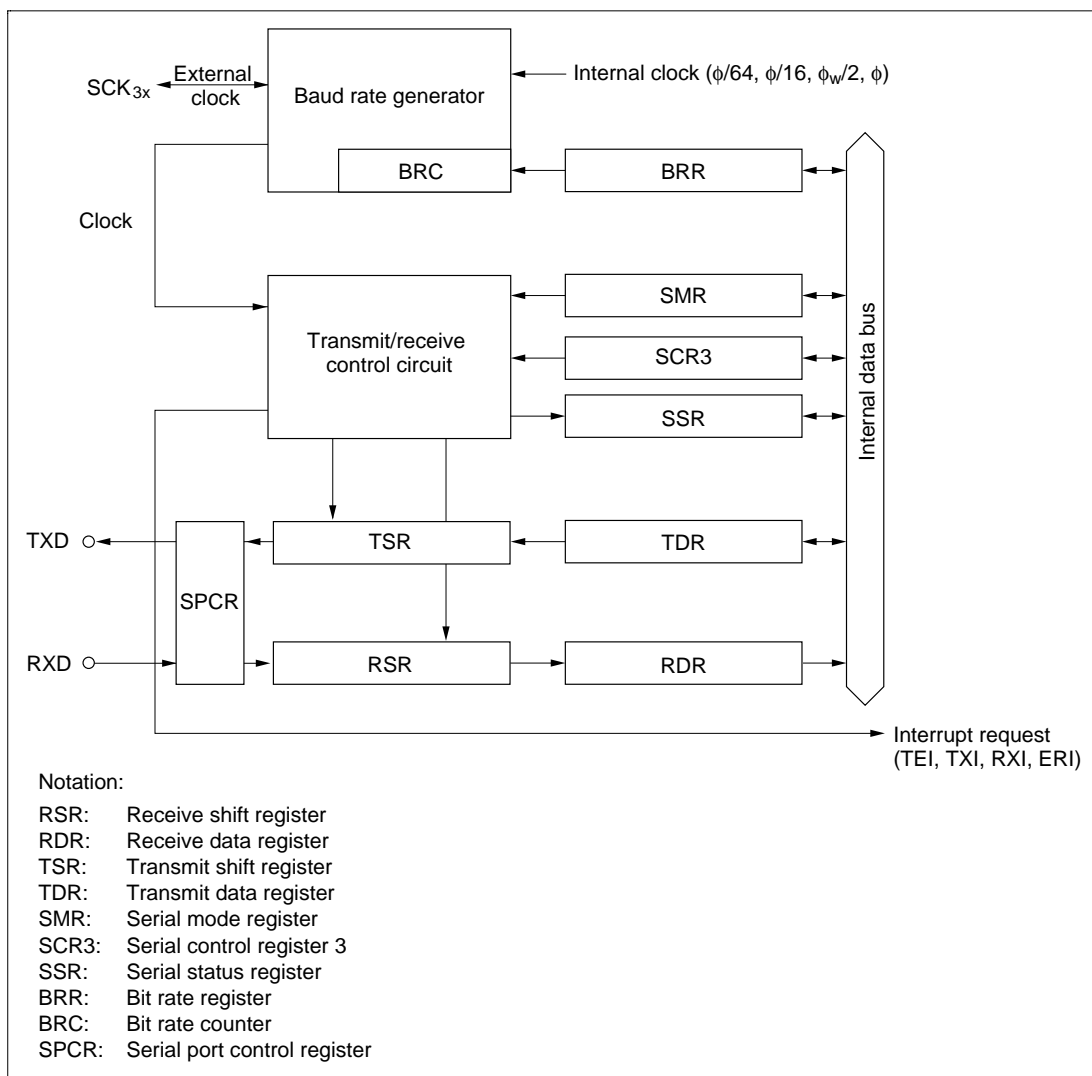 SCK3x
External
clock
Baud rate generator
Internal clock (ϕ/64, ϕ/16, ϕw/2, ϕ)
BRC
BRR
Clock
Transmit/receive
control circuit
SMR
SCR3
SSR
Internal data bus
TXD
SPCR
TSR
TDR
RXD
RSR
RDR
Interrupt request
(TEI, TXI, RXI, ERI)
Notation:
RSR: Receive shift register
RDR: Receive data register
TSR: Transmit shift register
TDR: Transmit data register
SMR: Serial mode register
SCR3: Serial control register 3
SSR: Serial status register
BRR: Bit rate register
BRC: Bit rate counter
SPCR: Serial port control register